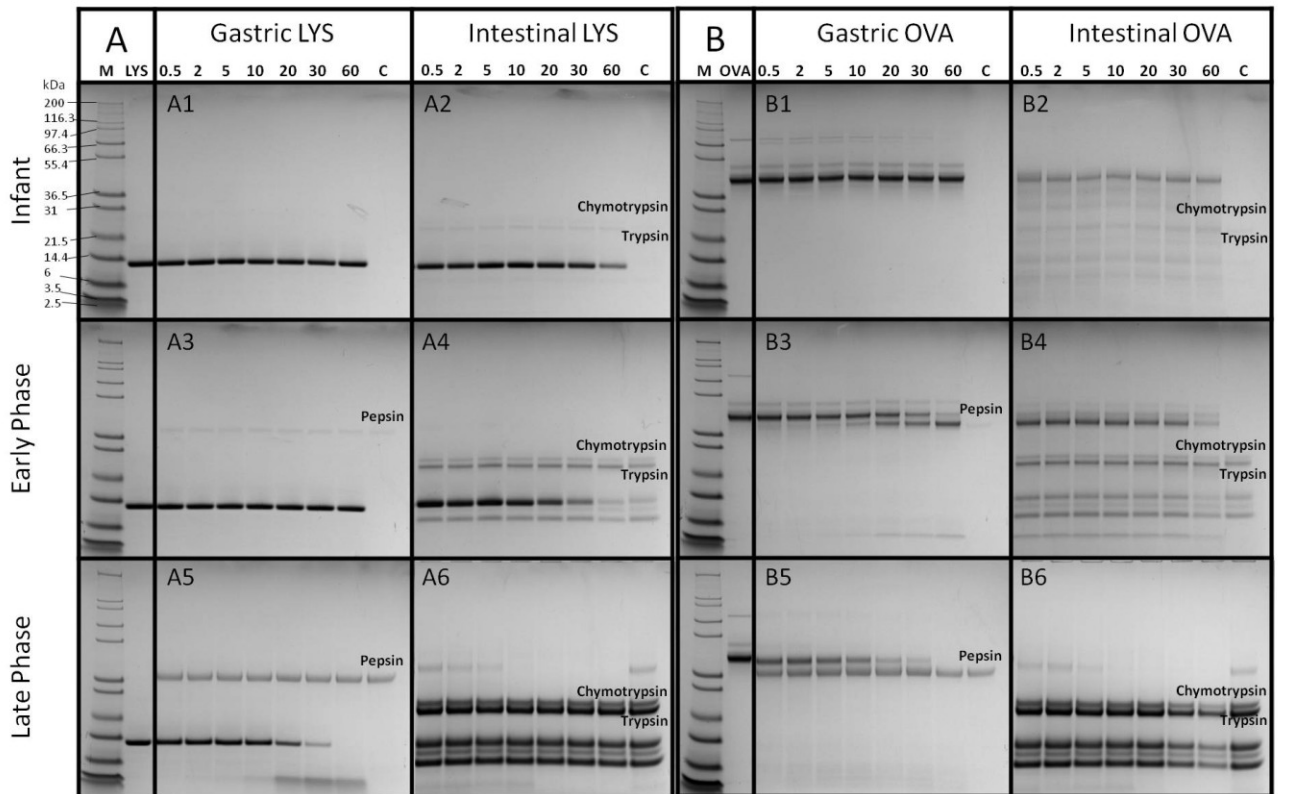 A Gastric LYS Intestinal LYS B Gastric OVA Intestinal OVA
M LYS 0.5 2 5 10 20 30 60 C 0.5 2 5 10 20 30 60 C M OVA 0.5 2 5 10 20 30 60 C 0.5 2 5 10 20 30 60 C
kDa
200
116.3
97.4
66.3
55.4
36.5
31
21.5
14.4
6
3.5
2.5
Infant
A1
A2
Chymotrypsin
Trypsin
B1
B2
Chymotrypsin
Trypsin
Early Phase
A3
Pepsin
A4
Chymotrypsin
Trypsin
B3
Pepsin
B4
Chymotrypsin
Trypsin
Late Phase
A5
Pepsin
A6
Chymotrypsin
Trypsin
B5
Pepsin
B6
Chymotrypsin
Trypsin